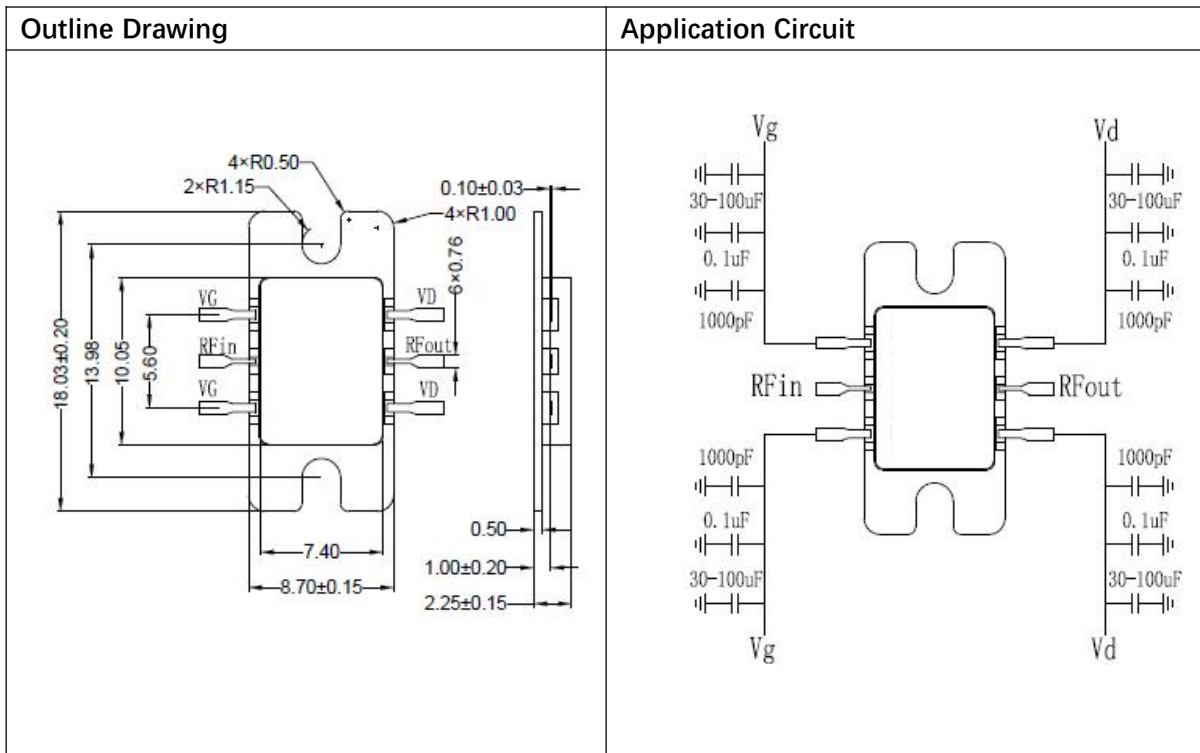 Outline Drawing
Application Circuit
4×R0.50
2×R1.15
0.10±0.03
4×R1.00
18.03±0.20
13.98
10.05
5.60
6×0.76
VG
VD
RFin
RFout
VG
VD
7.40
8.70±0.15
0.50
1.00±0.20
2.25±0.15
Vg
Vd
30-100uF
30-100uF
0.1uF
0.1uF
1000pF
1000pF
RFin
RFout
1000pF
1000pF
0.1uF
0.1uF
30-100uF
30-100uF
Vg
Vd